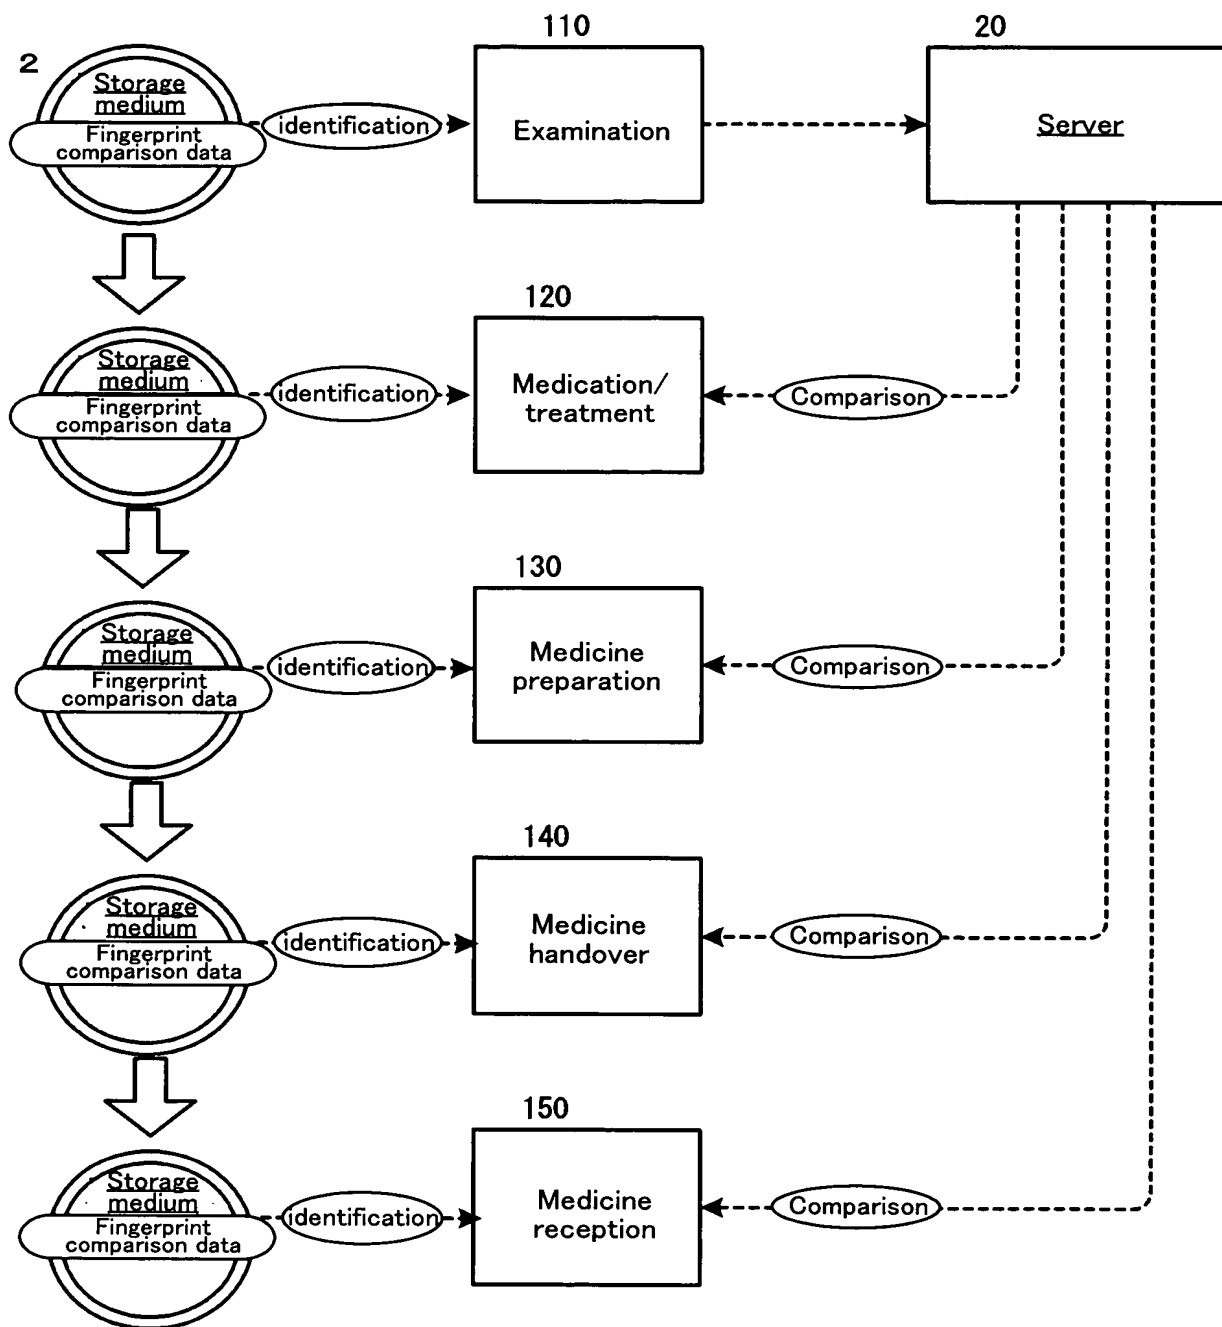 110
20
2
Storage
medium
Fingerprint
comparison data
identification
Examination
Server
120
Storage
medium
Fingerprint
comparison data
identification
Medication/
treatment
Comparison
130
Storage
medium
Fingerprint
comparison data
identification
Medicine
preparation
Comparison
140
Storage
medium
Fingerprint
comparison data
identification
Medicine
handover
Comparison
150
Storage
medium
Fingerprint
comparison data
identification
Medicine
reception
Comparison